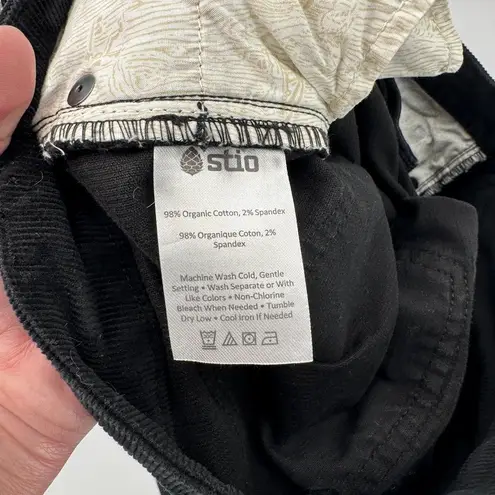 stio
98% Organic Cotton, 2% Spandex
98% Organique Coton, 2%
Spandex
Machine Wash Cold, Gentle
Setting • Wash Separate or With
Like Colors • Non-Chlorine
Bleach When Needed • Tumble
Dry Low • Cool Iron If Needed